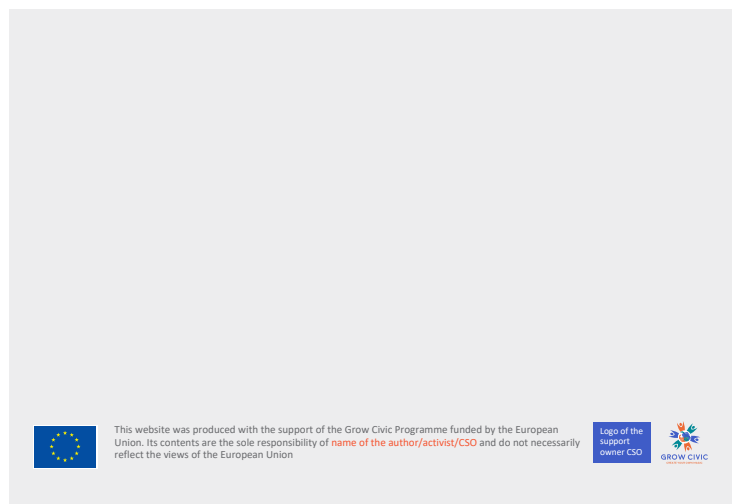 This website was produced with the support of the Grow Civic Programme funded by the European
Union. Its contents are the sole responsibility of name of the author/activist/CSO and do not necessarily
reflect the views of the European Union
Logo of the
support
owner CSO
GROW CIVIC